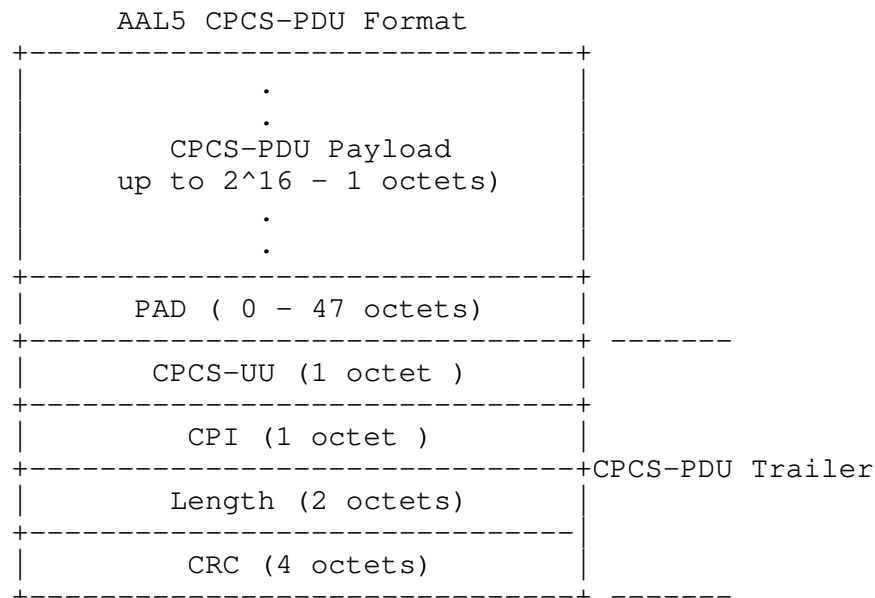 AAL5 CPCS-PDU Format
+-------------------------------+
| . |
| . |
| CPCS-PDU Payload |
| up to 2^16 - 1 octets) |
| . |
| . |
+-------------------------------+
| PAD ( 0 - 47 octets) |
+-------------------------------+ -------
| CPCS-UU (1 octet ) |
+-------------------------------+
| CPI (1 octet ) |
+-------------------------------+CPCS-PDU Trailer
| Length (2 octets) |
+-------------------------------|
| CRC (4 octets) |
+-------------------------------+ -------